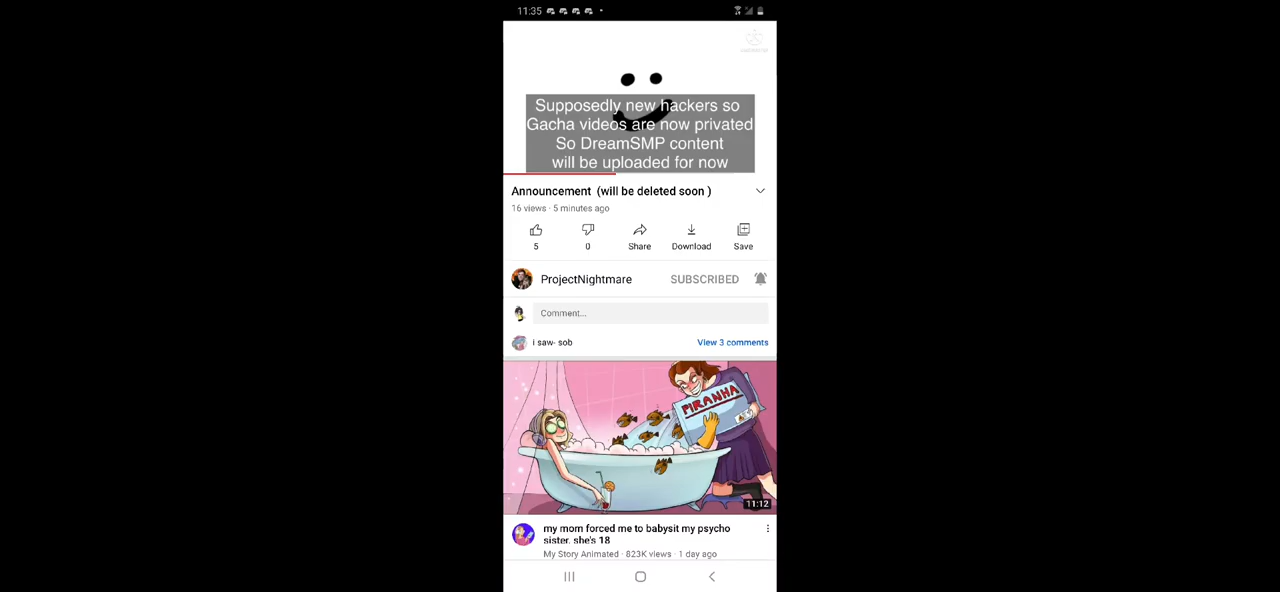 11:35
Supposedly new hackers so
Gacha videos are now privated
So DreamSMP content
will be uploaded for now
Announcement (will be deleted soon )
16 views · 5 minutes ago
5
0
Share
Download
Save
ProjectNightmare
SUBSCRIBED
Comment...
i saw- sob
View 3 comments
PIRANHA
11:12
my mom forced me to babysit my psycho
sister. she's 18
My Story Animated · 823K views · 1 day ago